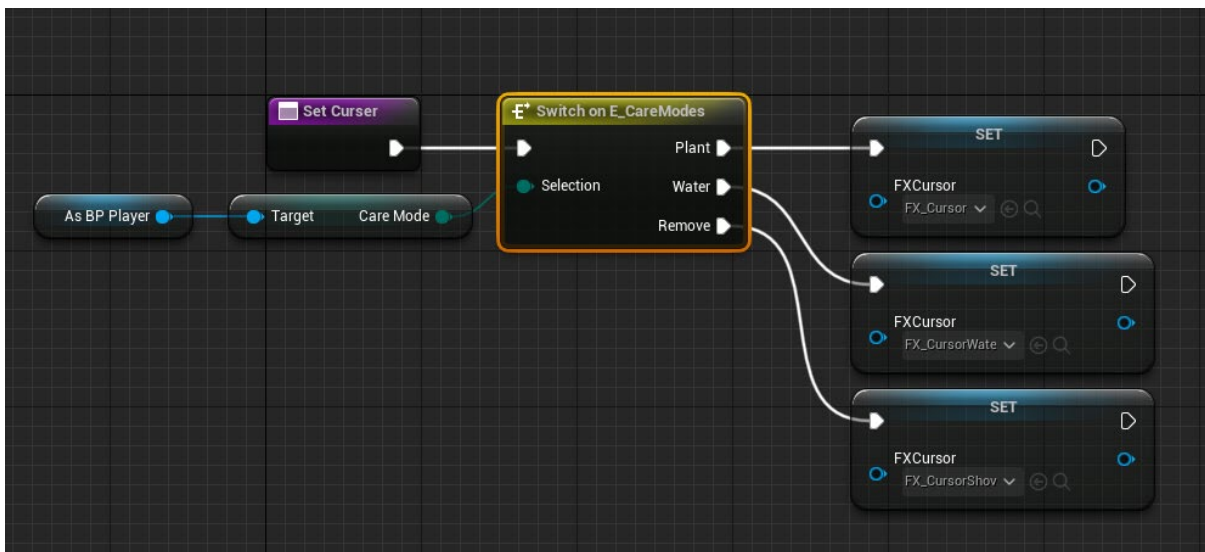 Set Curser
Switch on E_CareModes
Plant
Selection
Water
Remove
As BP Player
Target
Care Mode
SET
FXCursor
FX_Cursor
SET
FXCursor
FX_CursorWate
SET
FXCursor
FX_CursorShov